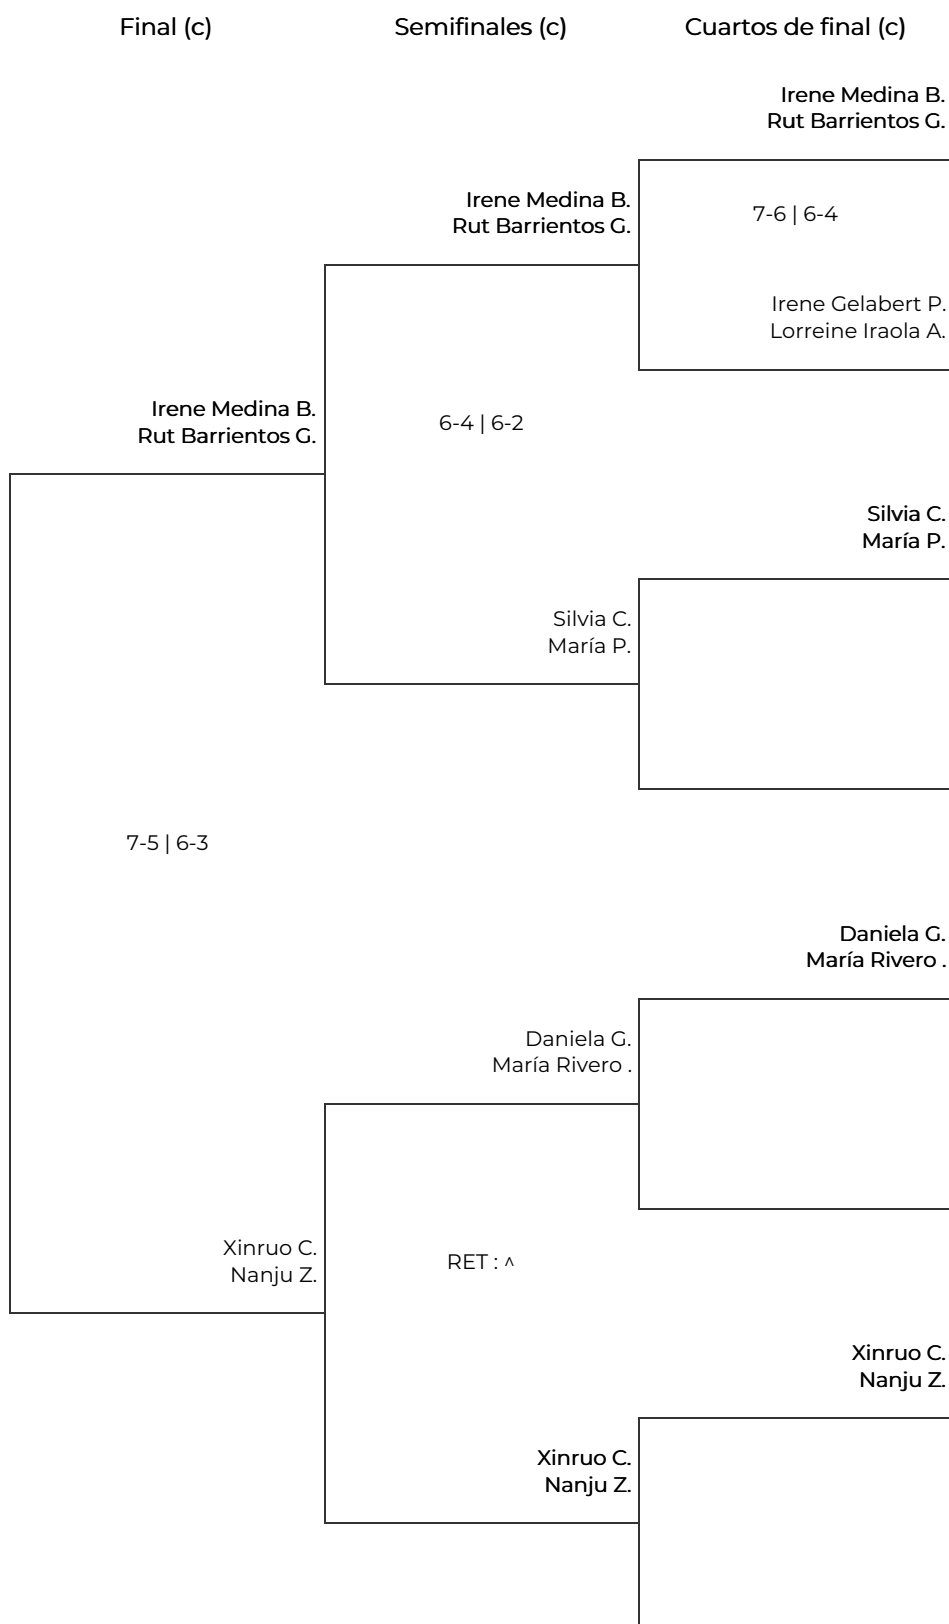 Final (c)
Semifinales (c)
Cuartos de final (c)
Irene Medina B.
Rut Barrientos G.
Irene Medina B.
Rut Barrientos G.
7-6 | 6-4
Irene Gelabert P.
Lorreine Iraola A.
Irene Medina B.
Rut Barrientos G.
6-4 | 6-2
Silvia C.
María P.
Silvia C.
María P.
7-5 | 6-3
Daniela G.
María Rivero .
Daniela G.
María Rivero .
Xinruo C.
Nanju Z.
RET : ^
Xinruo C.
Nanju Z.
Xinruo C.
Nanju Z.